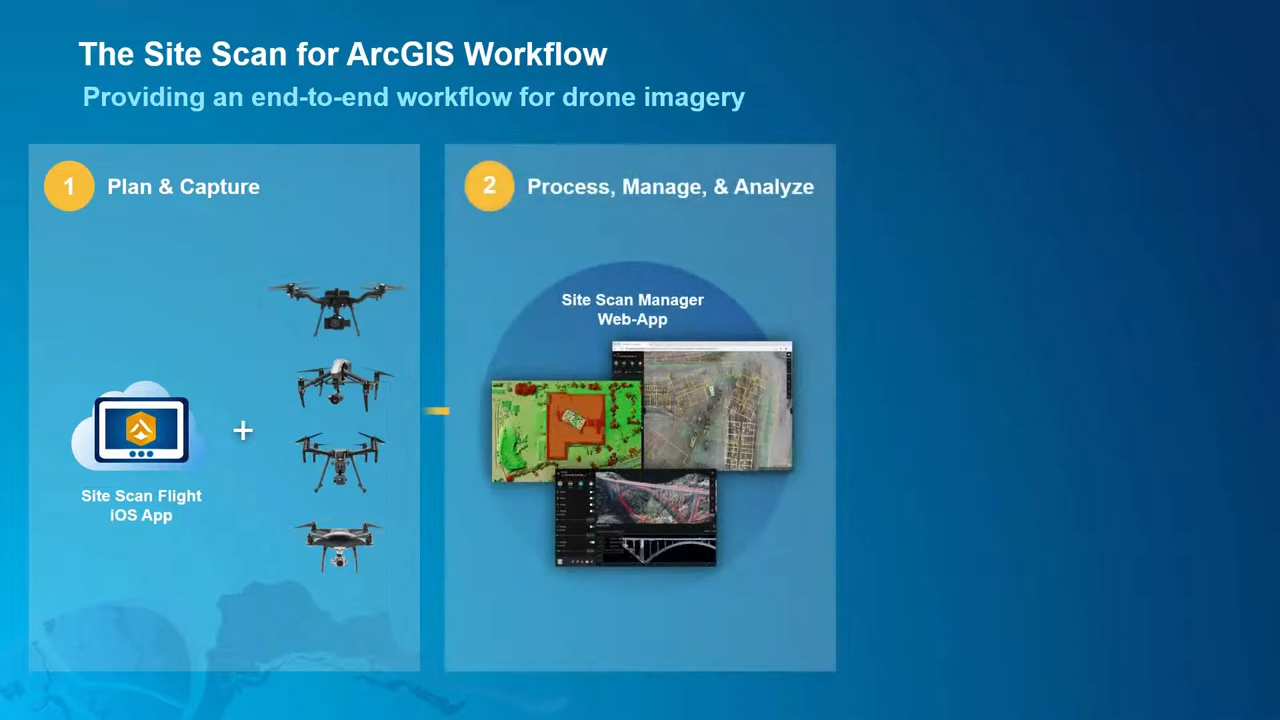 The Site Scan for ArcGIS Workflow
Providing an end-to-end workflow for drone imagery
1
Plan & Capture
2
Process, Manage, & Analyze
Site Scan Manager
Web-App
+
Site Scan Flight
iOS App